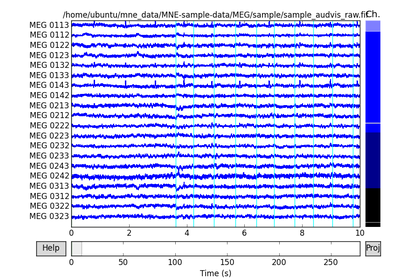 /home/ubuntu/mne_data/MNE-sample-data/MEG/sample/sample_audvis_raw.fif
Ch.
MEG 0113
MEG 0112
MEG 0122
MEG 0123
MEG 0132
MEG 0133
MEG 0143
MEG 0142
MEG 0213
MEG 0212
MEG 0222
MEG 0223
MEG 0232
MEG 0233
MEG 0243
MEG 0242
MEG 0313
MEG 0312
MEG 0322
MEG 0323
0 2 4 6 8 10
Help
Proj
50 100 150 200 250
Time (s)